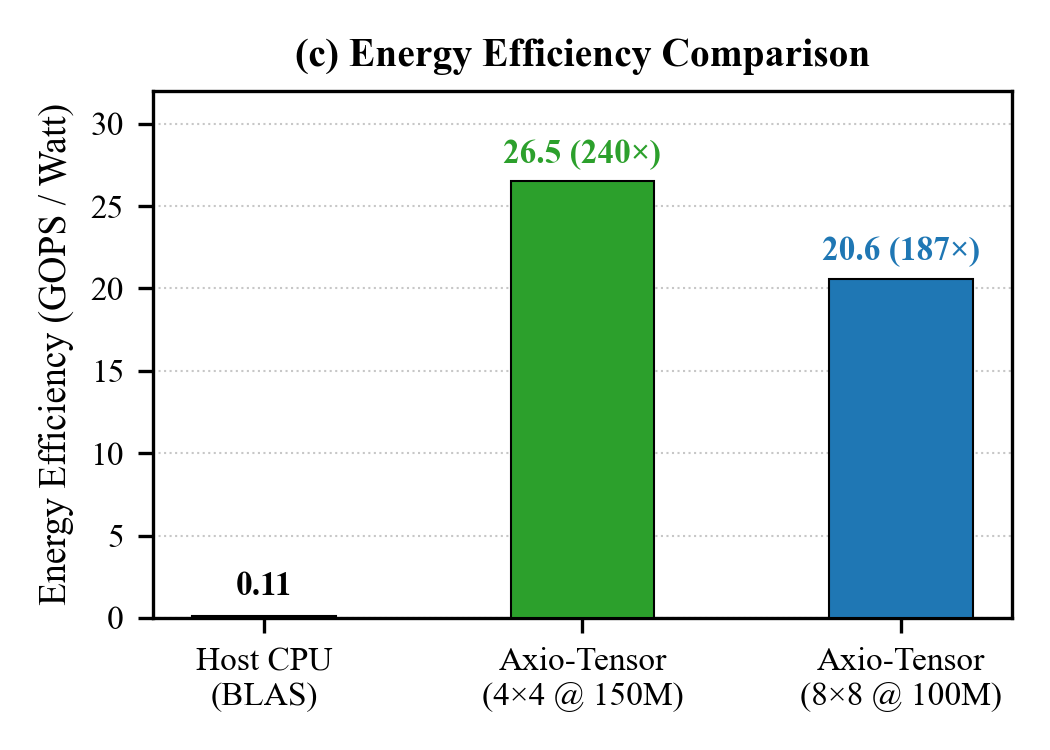 (c) Energy Efficiency Comparison
Energy Efficiency (GOPS / Watt)
30
25
20
15
10
5
0
0.11
26.5 (240×)
20.6 (187×)
Host CPU
(BLAS)
Axio-Tensor
(4×4 @ 150M)
Axio-Tensor
(8×8 @ 100M)